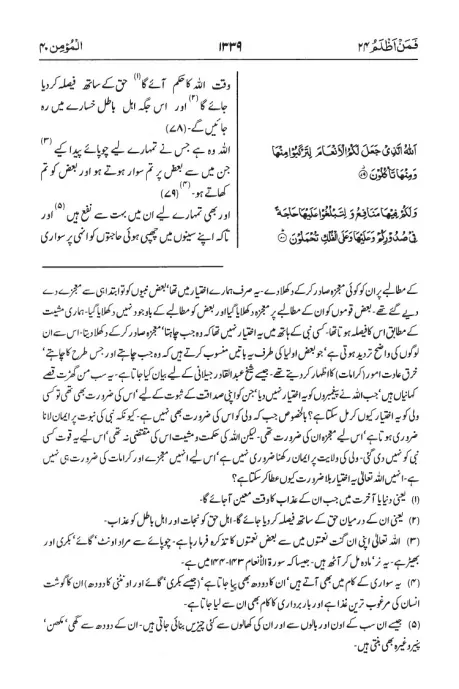 فَمَنْ اَظْلَمُ ۲۴
۱۳۳۹
الْمُؤْمِن ۴۰
وقت اللہ کا حکم آئے گا (۱) حق کے ساتھ فیصلہ کر دیا
جائے گا (۲) اور اس جگہ اہل باطل خسارے میں رہ
جائیں گے۔ (۷۸)
اَللّٰهُ الَّذِیْ جَعَلَ لَكُمُ الْاَنْعَامَ لِتَرْكَبُوْا مِنْهَا
وَمِنْهَا تَاْكُلُوْنَ ۞
اللہ وہ ہے جس نے تمہارے لیے چوپائے پیدا کیے (۳)
جن میں سے بعض پر تم سوار ہوتے ہو اور بعض کو تم
کھاتے ہو۔ (۴) (۷۹)
وَلَكُمْ فِیْهَا مَنَافِعُ وَلِتَبْلُغُوْا عَلَیْهَا حَاجَةً
فِیْ صُدُوْرِكُمْ وَعَلَیْهَا وَعَلَی الْفُلْكِ تُحْمَلُوْنَ ۞
اور بھی تمہارے لیے ان میں بہت سے نفع ہیں (۵) اور
تاکہ اپنے سینوں میں چھپی ہوئی حاجتوں کو انہی پر سواری
کے مطالبے پر ان کو کوئی معجزہ صادر کر کے دکھلا دے۔ یہ صرف ہمارے اختیار میں تھا' بعض نبیوں کو تو ابتدا ہی سے معجزے دے
دیے گئے تھے۔ بعض قوموں کو ان کے مطالبے پر معجزہ دکھلایا گیا اور بعض کو مطالبے کے باوجود نہیں دکھلایا گیا۔ ہماری مشیت
کے مطابق اس کا فیصلہ ہوتا تھا۔ کسی نبی کے ہاتھ میں یہ اختیار نہیں تھا کہ وہ جب چاہتا' معجزہ صادر کر کے دکھلا دیتا۔ اس سے ان
لوگوں کی واضح تردید ہوتی ہے' جو بعض اولیا کی طرف یہ باتیں منسوب کرتے ہیں کہ وہ جب چاہتے اور جس طرح کا چاہتے'
خرق عادت امور (کرامات) کا اظہار کر دیتے تھے۔ جیسے شیخ عبدالقادر جیلانی کے لیے بیان کیا جاتا ہے۔ یہ سب من گھڑت قصے
کہانیاں ہیں' جب اللہ نے پیغمبروں کو یہ اختیار نہیں دیا' جن کو اپنی صداقت کے ثبوت کے لیے' اس کی ضرورت بھی تھی تو کسی
ولی کو یہ اختیار کیوں کر مل سکتا ہے؟ بالخصوص جب کہ ولی کو اس کی ضرورت بھی نہیں ہے۔ کیونکہ نبی کی نبوت پر ایمان لانا
ضروری ہوتا ہے' اس لیے معجزہ ان کی ضرورت تھی۔ لیکن اللہ کی حکمت و مشیت اس کی مقتضی نہ تھی' اس لیے یہ قوت کسی
نبی کو نہیں دی گئی۔ ولی کی ولایت پر ایمان رکھنا ضروری نہیں ہے' اس لیے انہیں معجزے اور کرامات کی ضرورت ہی نہیں
ہے۔ انہیں اللہ تعالیٰ یہ اختیار بلا ضرورت کیوں عطا کر سکتا ہے؟
(۱) یعنی دنیا یا آخرت میں جب ان کے عذاب کا وقت معین آجائے گا۔
(۲) یعنی ان کے درمیان حق کے ساتھ فیصلہ کر دیا جائے گا۔ اہل حق کو نجات اور اہل باطل کو عذاب۔
(۳) اللہ تعالیٰ اپنی ان گنت نعمتوں میں سے بعض نعمتوں کا تذکرہ فرما رہا ہے۔ چوپائے سے مراد اونٹ' گائے' بکری اور
بھیڑ ہے۔ یہ نر' مادہ مل کر آٹھ ہیں۔ جیسا کہ سورۃ الأنعام ۱۴۳-۱۴۴ میں ہے۔
(۴) یہ سواری کے کام میں بھی آتے ہیں' ان کا دودھ بھی پیا جاتا ہے' (جیسے بکری' گائے اور اونٹنی کا دودھ) ان کا گوشت
انسان کی مرغوب ترین غذا ہے اور بار برداری کا کام بھی ان سے لیا جاتا ہے۔
(۵) جیسے ان سب کے اون اور بالوں سے اور ان کی کھالوں سے کئی چیزیں بنائی جاتی ہیں۔ ان کے دودھ سے گھی' مکھن'
پنیر وغیرہ بھی بنتی ہیں۔